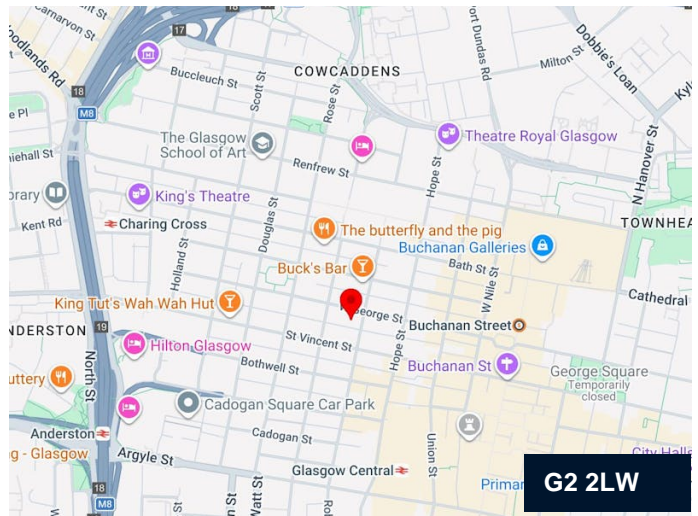 Carnarvon St
17
Woodlands Rd
18
M8
Buccleuch St
Scott St
Rose St
COWCADDENS
Port Dundas Rd
Milton St
Dobbie's Loan
The Glasgow
School of Art
Renfrew St
Theatre Royal Glasgow
Hope St
N Hanover St
King's Theatre
Kent Rd
Charing Cross
Holland St
Douglas St
The butterfly and the pig
Buchanan Galleries
TOWNHEA
Buck's Bar
Bath St
W Nile St
Cathedral
King Tut's Wah Wah Hut
George St
Buchanan Street
NDERSTON
19
Hilton Glasgow
St Vincent St
Hope St
Buchanan St
George Square
Temporarily
closed
Bothwell St
uttery
North St
Cadogan Square Car Park
Anderston
Cadogan St
Union St
g - Glasgow
Argyle St
Glasgow Central
City Halls
18
M8
Primar
G2 2LW